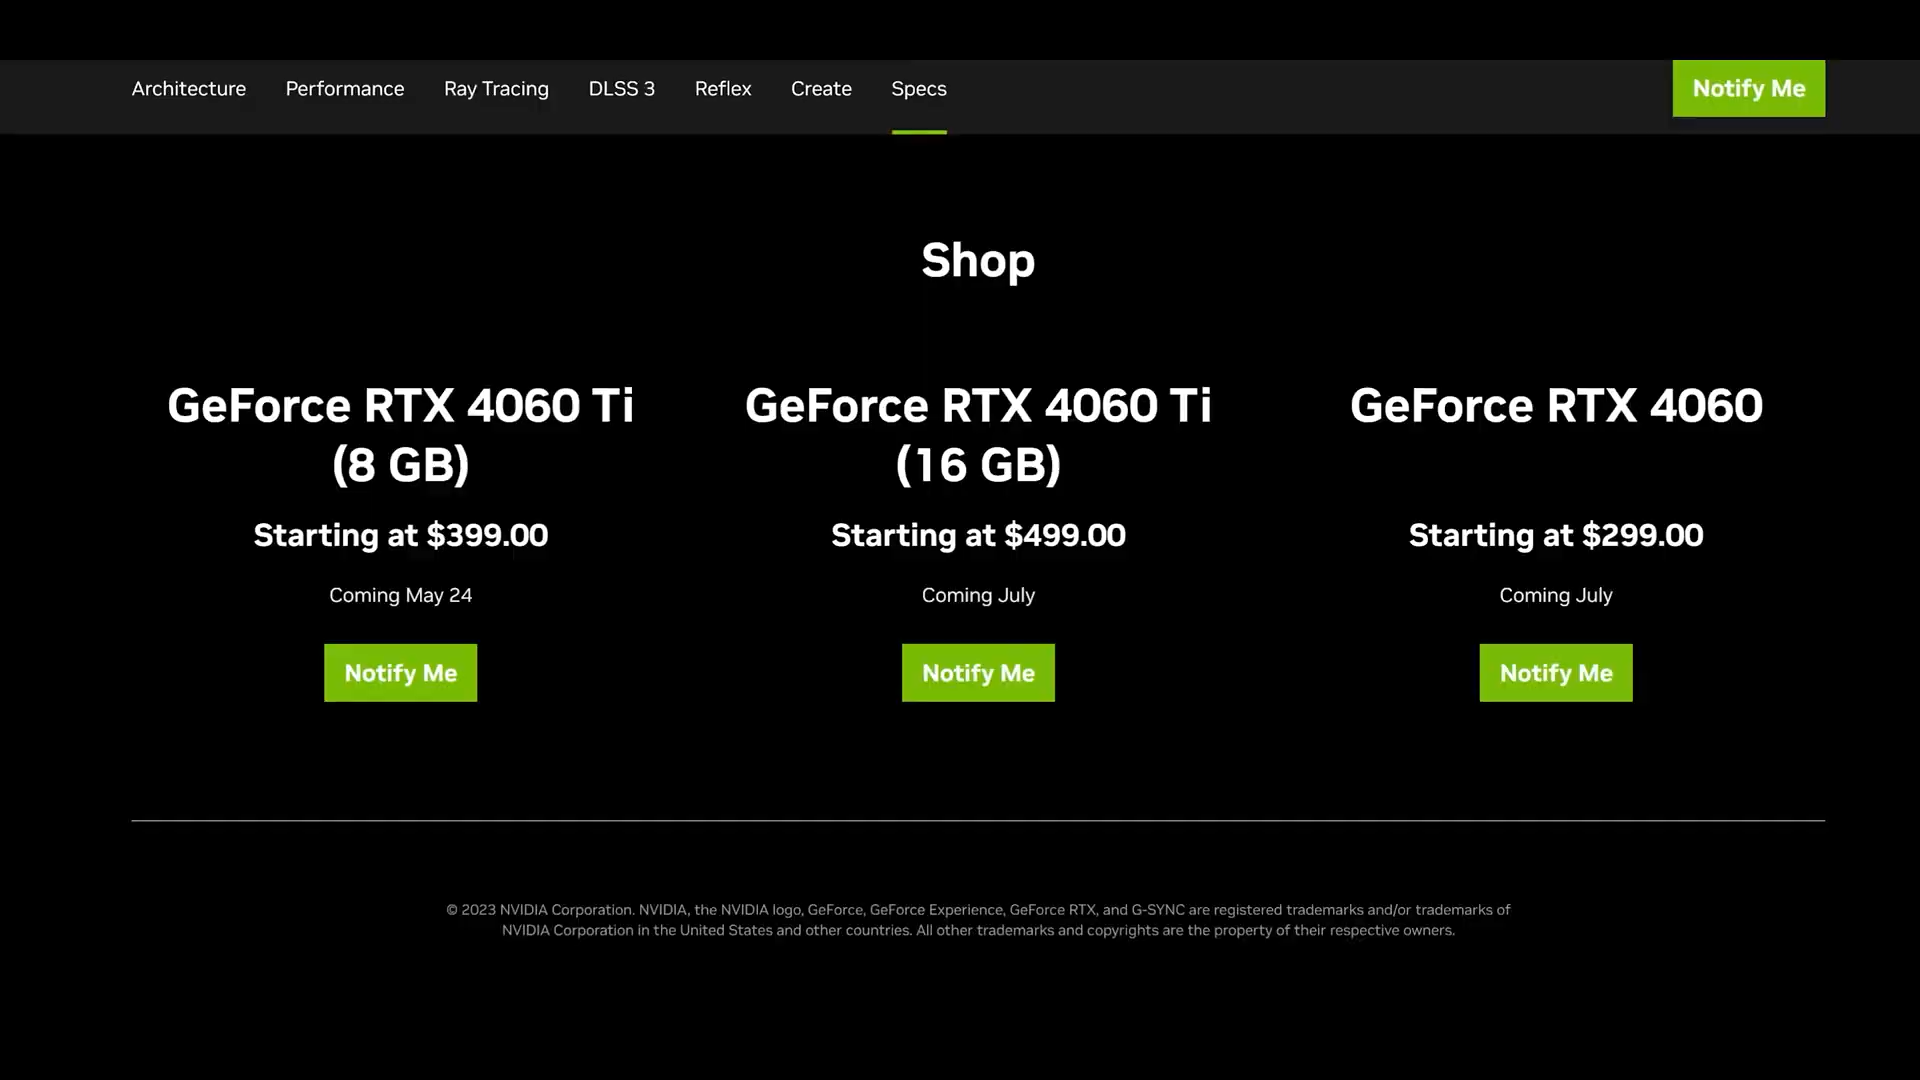 Architecture Performance Ray Tracing DLSS 3 Reflex Create Specs Notify Me
Shop
GeForce RTX 4060 Ti
(8 GB)
Starting at $399.00
Coming May 24
Notify Me
GeForce RTX 4060 Ti
(16 GB)
Starting at $499.00
Coming July
Notify Me
GeForce RTX 4060
Starting at $299.00
Coming July
Notify Me
© 2023 NVIDIA Corporation. NVIDIA, the NVIDIA logo, GeForce, GeForce Experience, GeForce RTX, and G-SYNC are registered trademarks and/or trademarks of
NVIDIA Corporation in the United States and other countries. All other trademarks and copyrights are the property of their respective owners.